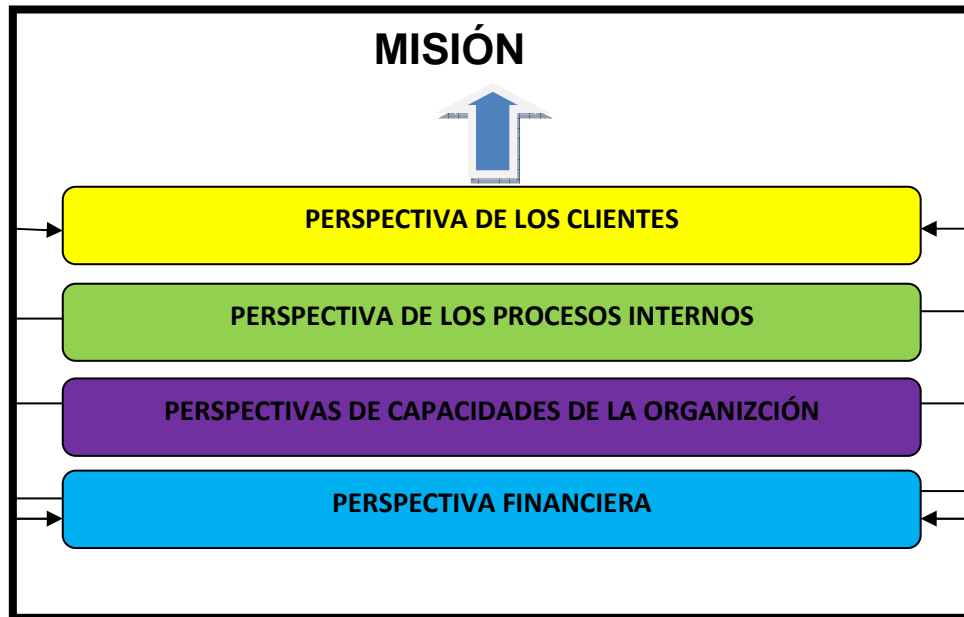 MISIÓN
PERSPECTIVA DE LOS CLIENTES
PERSPECTIVA DE LOS PROCESOS INTERNOS
PERSPECTIVAS DE CAPACIDADES DE LA ORGANIZCIÓN
PERSPECTIVA FINANCIERA